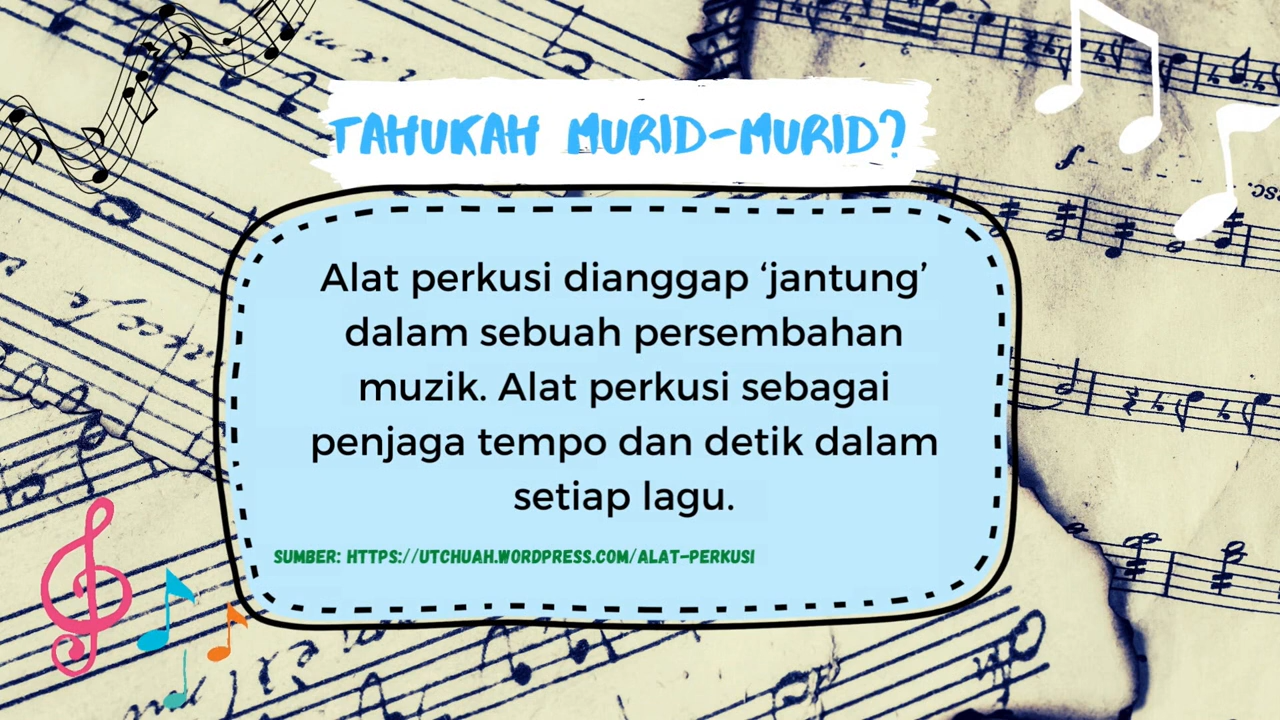 TAHUKAH MURID-MURID?
Alat perkusi dianggap ‘jantung’
dalam sebuah persembahan
muzik. Alat perkusi sebagai
penjaga tempo dan detik dalam
setiap lagu.
SUMBER: HTTPS://UTCHUAH.WORDPRESS.COM/ALAT-PERKUSI